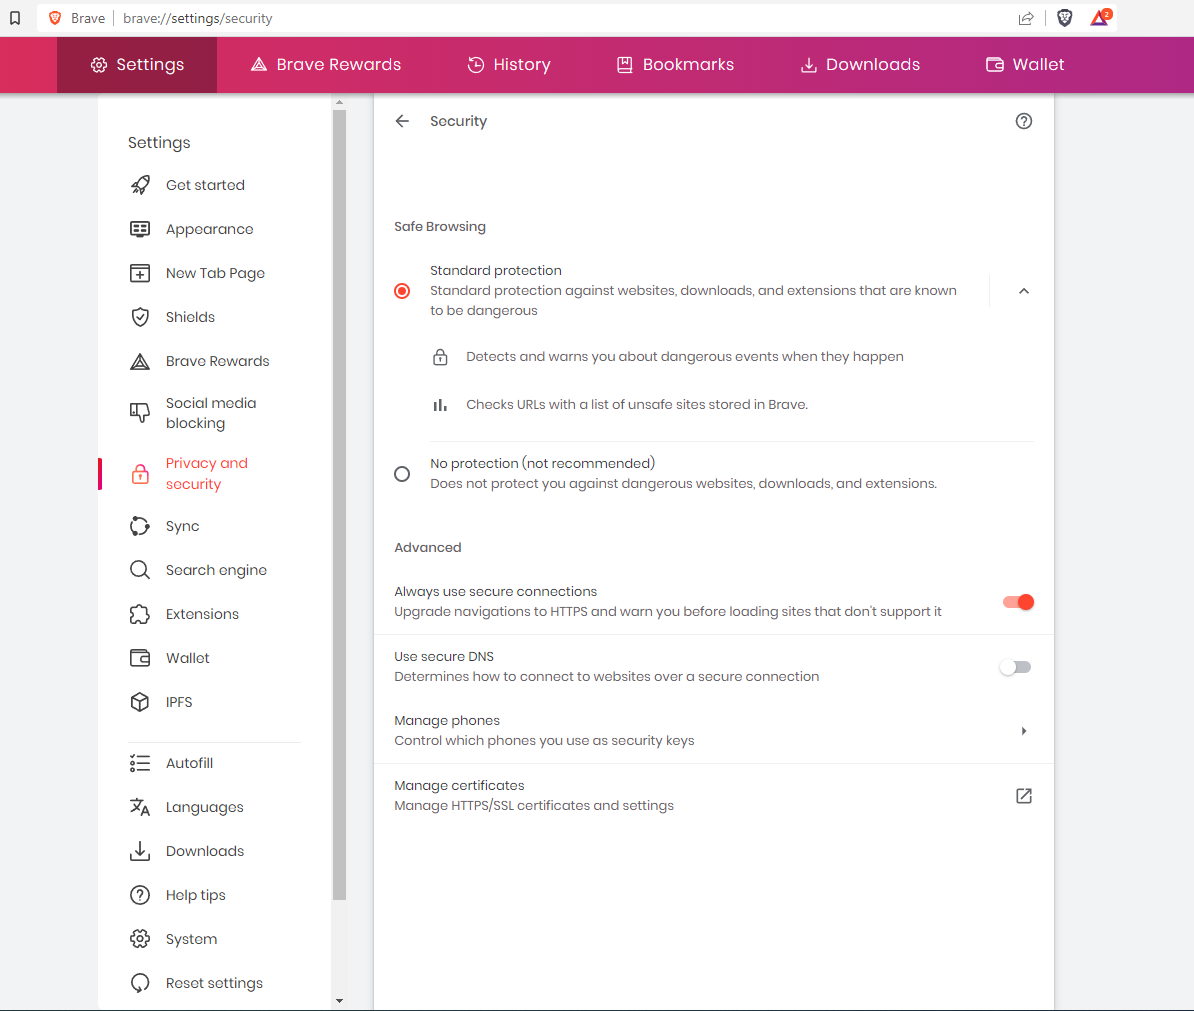 Brave
brave://settings/security
2
Settings
Brave Rewards
History
Bookmarks
Downloads
Wallet
Settings
Get started
Appearance
New Tab Page
Shields
Brave Rewards
Social media
blocking
Privacy and
security
Sync
Search engine
Extensions
Wallet
IPFS
Autofill
Languages
Downloads
Help tips
System
Reset settings
Security
Safe Browsing
Standard protection
Standard protection against websites, downloads, and extensions that are known
to be dangerous
Detects and warns you about dangerous events when they happen
Checks URLs with a list of unsafe sites stored in Brave.
No protection (not recommended)
Does not protect you against dangerous websites, downloads, and extensions.
Advanced
Always use secure connections
Upgrade navigations to HTTPS and warn you before loading sites that don't support it
Use secure DNS
Determines how to connect to websites over a secure connection
Manage phones
Control which phones you use as security keys
Manage certificates
Manage HTTPS/SSL certificates and settings